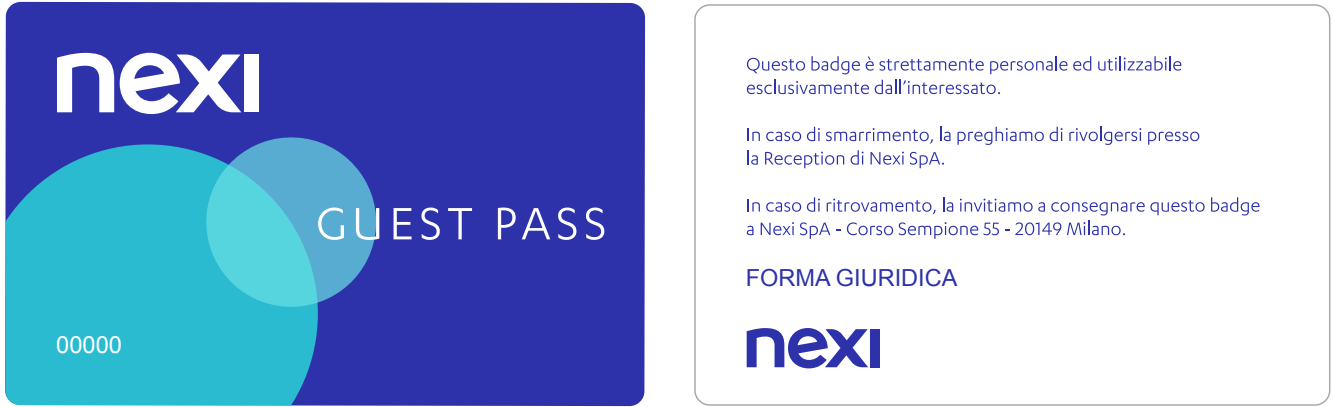 nexi
GUEST PASS
00000
Questo badge è strettamente personale ed utilizzabile
esclusivamente dall'interessato.
In caso di smarrimento, la preghiamo di rivolgersi presso
la Reception di Nexi SpA.
In caso di ritrovamento, la invitiamo a consegnare questo badge
a Nexi SpA - Corso Sempione 55 - 20149 Milano.
FORMA GIURIDICA
nexi